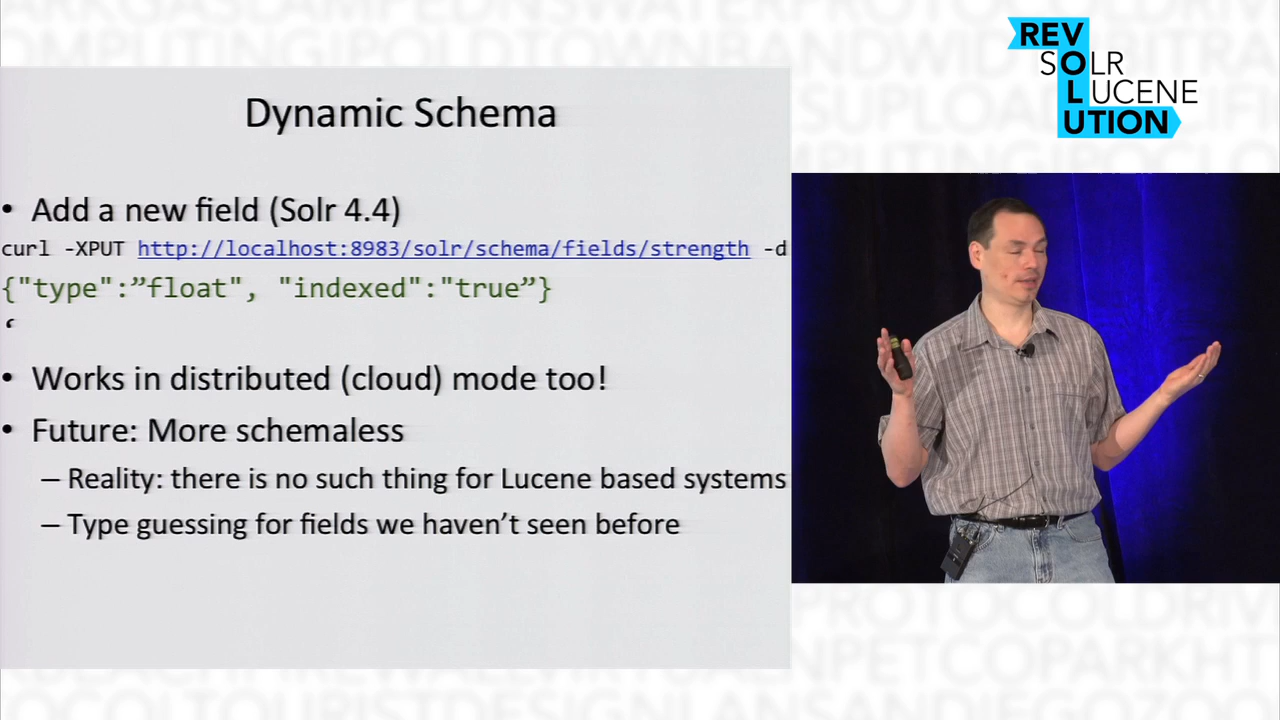 REV
SOLR
LUCENE
UTION
Dynamic Schema
• Add a new field (Solr 4.4)
curl -XPUT http://localhost:8983/solr/schema/fields/strength -d
{"type":”float", "indexed":"true”}
‘
• Works in distributed (cloud) mode too!
• Future: More schemaless
– Reality: there is no such thing for Lucene based systems
– Type guessing for fields we haven’t seen before